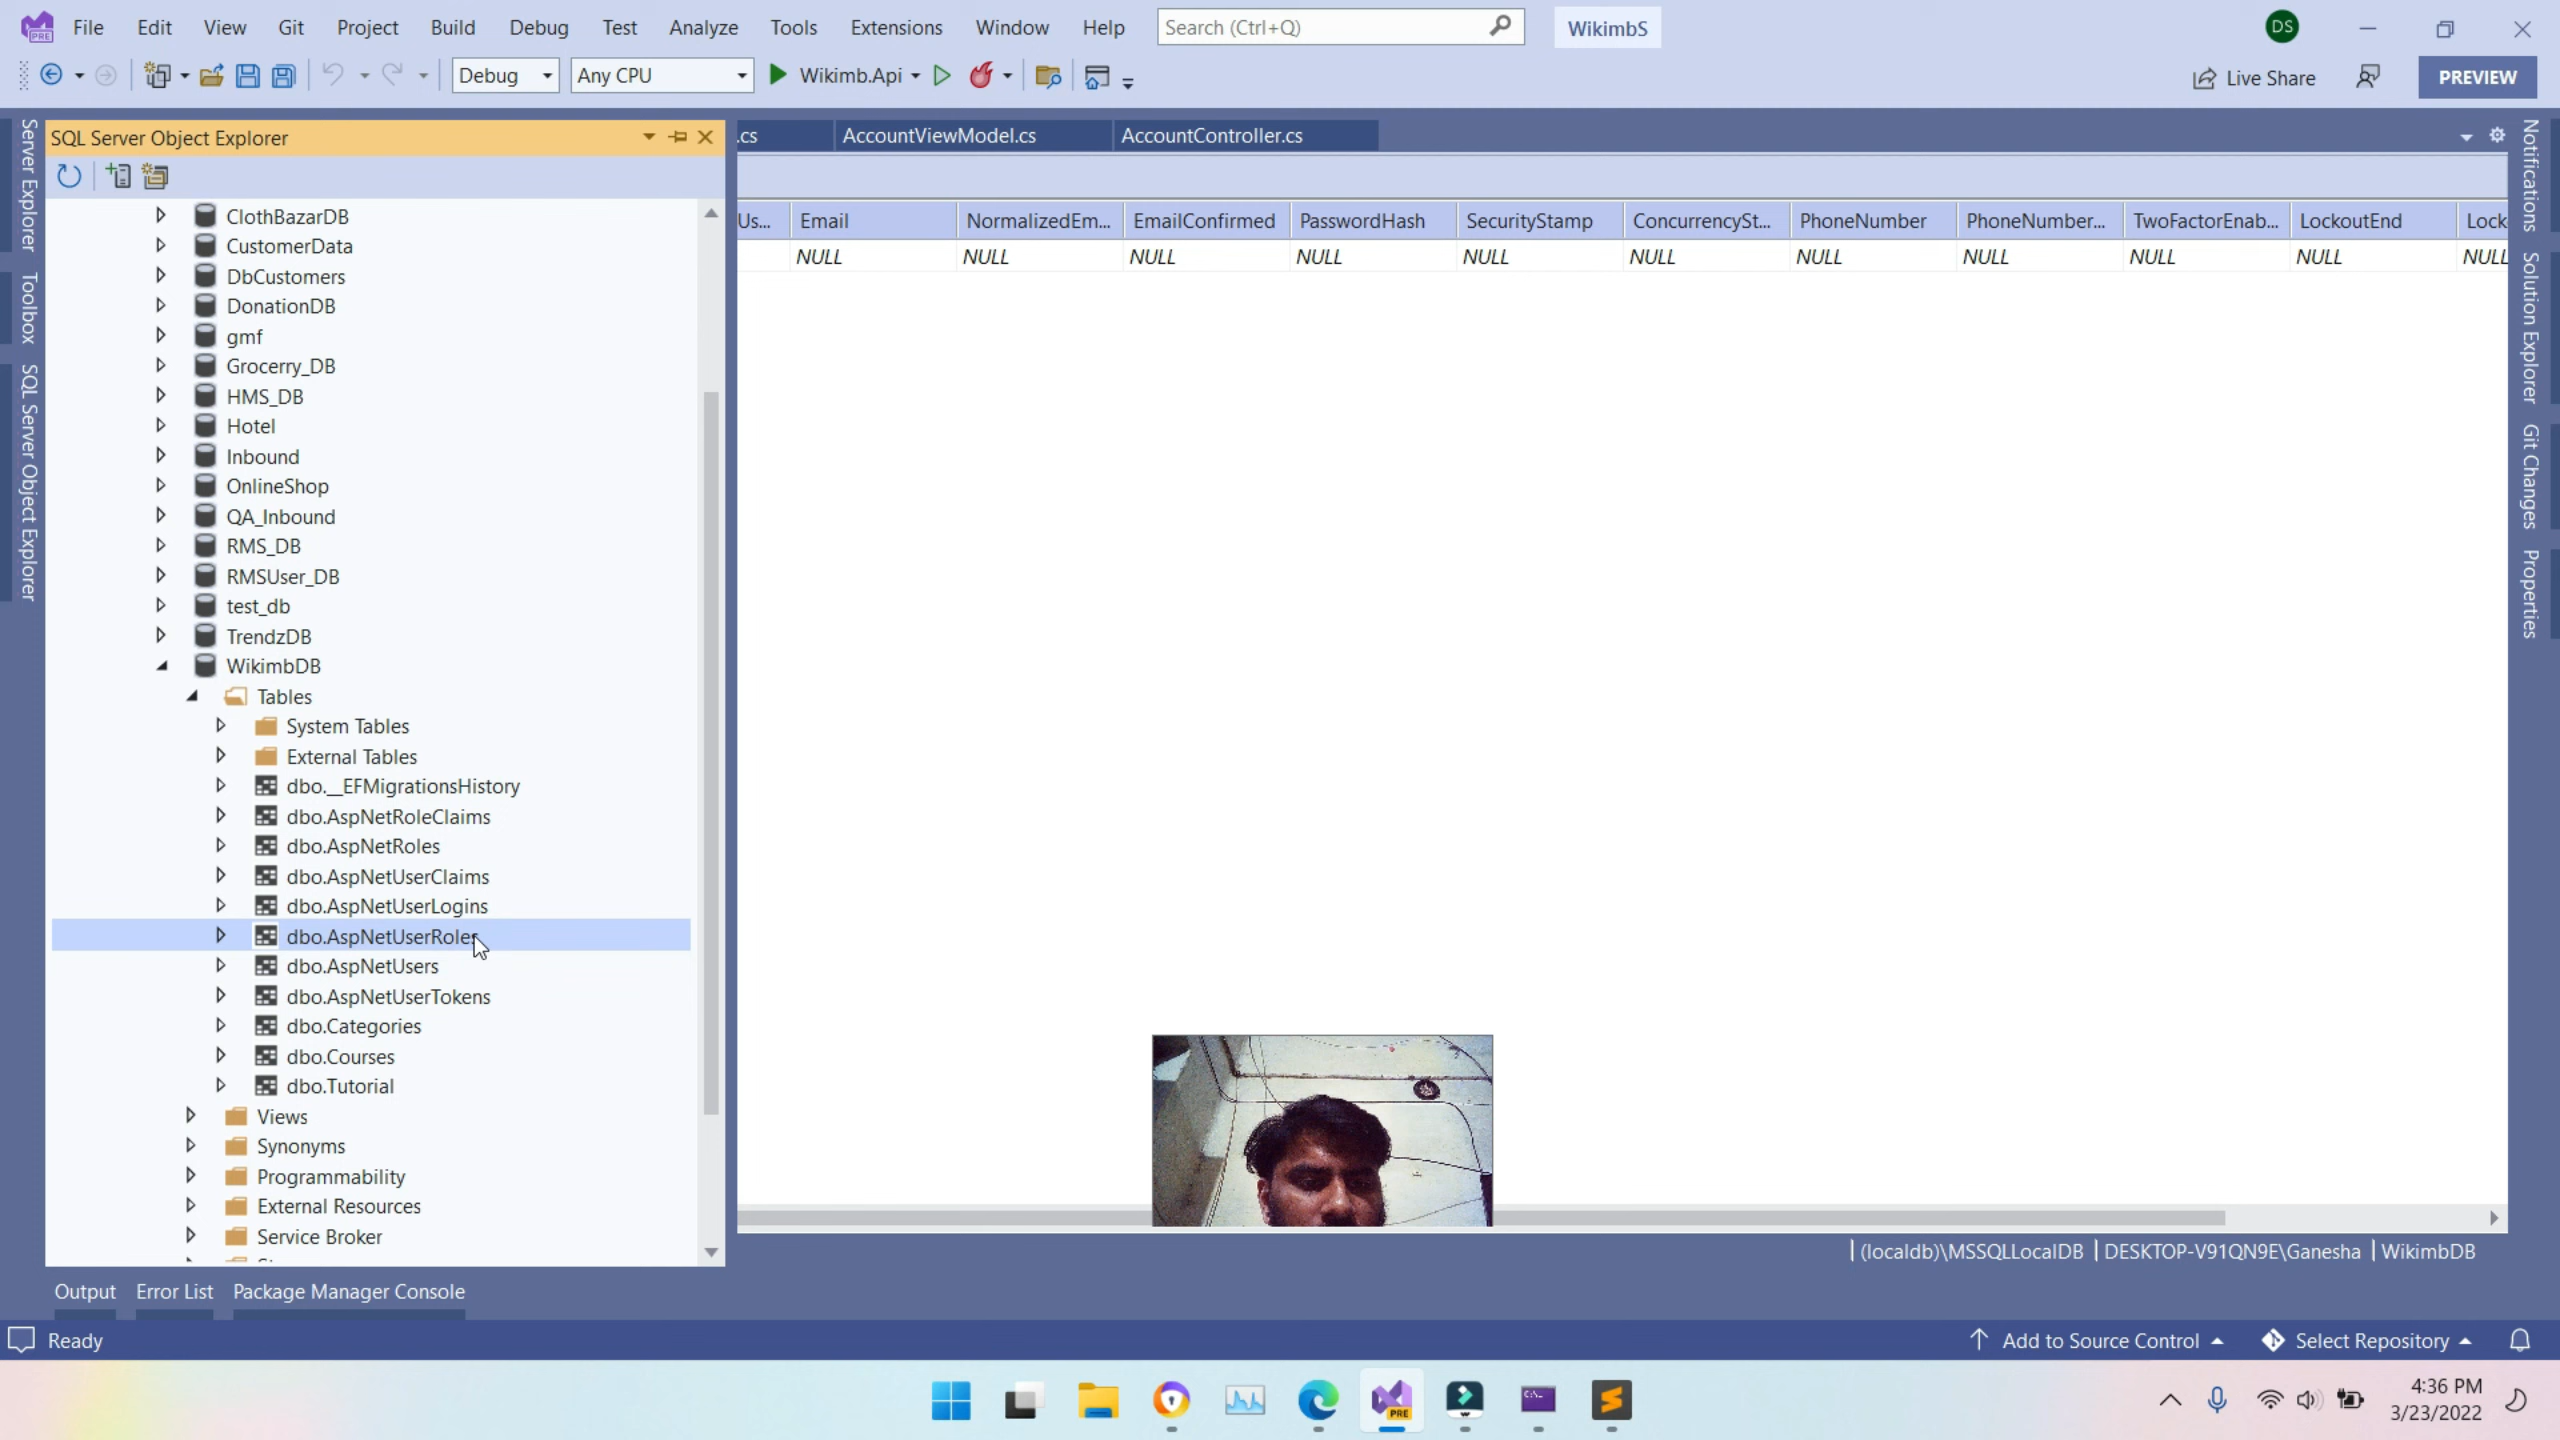 File Edit View Git Project Build Debug Test Analyze Tools Extensions Window Help Search (Ctrl+Q) WikimbS DS
Debug Any CPU Wikimb.Api Live Share PREVIEW
SQL Server Object Explorer
.cs AccountViewModel.cs AccountController.cs
Server Explorer
Toolbox
SQL Server Object Explorer
ClothBazarDB
CustomerData
DbCustomers
DonationDB
gmf
Grocerry_DB
HMS_DB
Hotel
Inbound
OnlineShop
QA_Inbound
RMS_DB
RMSUser_DB
test_db
TrendzDB
WikimbDB
Tables
System Tables
External Tables
dbo.__EFMigrationsHistory
dbo.AspNetRoleClaims
dbo.AspNetRoles
dbo.AspNetUserClaims
dbo.AspNetUserLogins
dbo.AspNetUserRoles
dbo.AspNetUsers
dbo.AspNetUserTokens
dbo.Categories
dbo.Courses
dbo.Tutorial
Views
Synonyms
Programmability
External Resources
Service Broker
Us... Email NormalizedEm... EmailConfirmed PasswordHash SecurityStamp ConcurrencySt... PhoneNumber PhoneNumber... TwoFactorEnab... LockoutEnd Lock
NULL NULL NULL NULL NULL NULL NULL NULL NULL NULL NULL
Notifications
Solution Explorer
Git Changes
Properties
(localdb)\MSSQLLocalDB DESKTOP-V91QN9E\Ganesha WikimbDB
Output Error List Package Manager Console
Ready Add to Source Control Select Repository
4:36 PM
3/23/2022